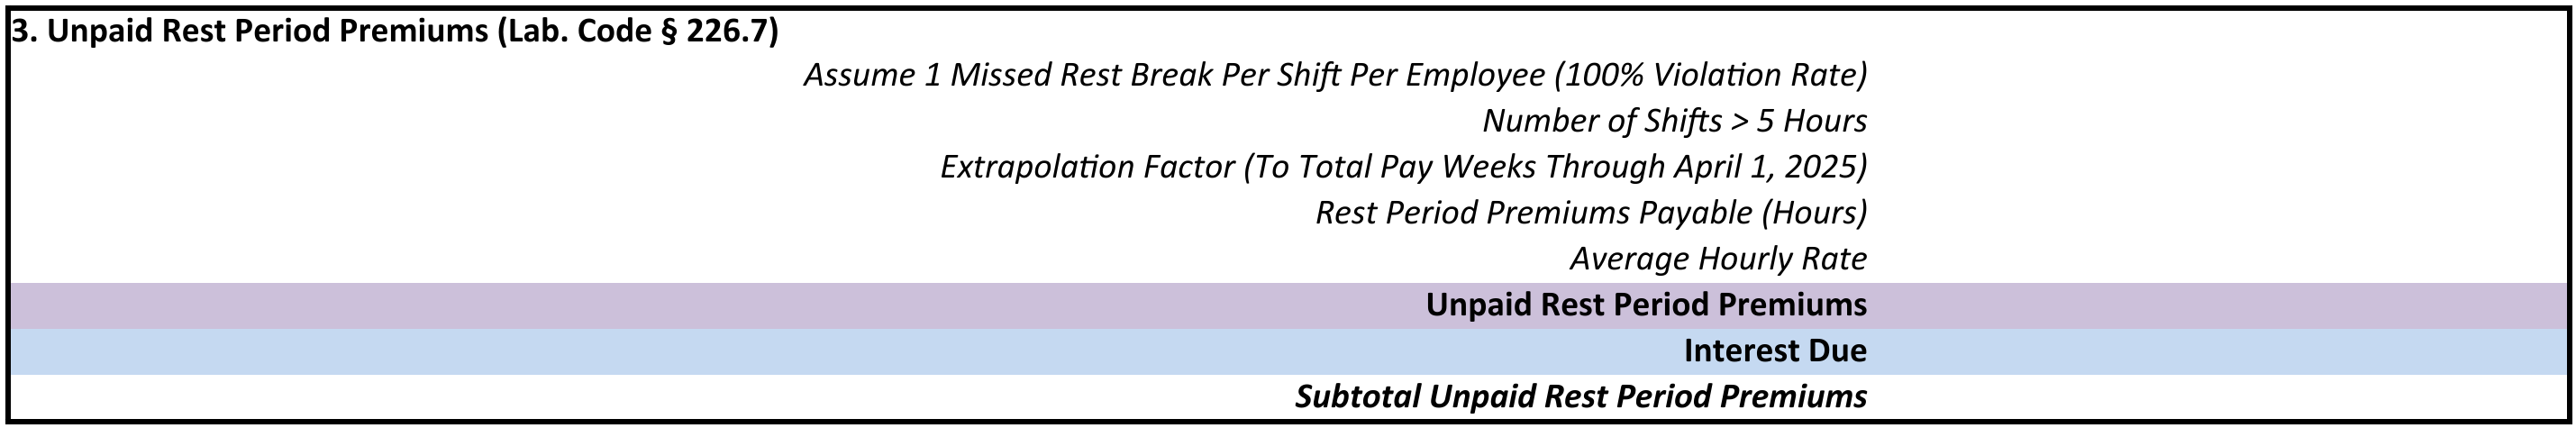 3. Unpaid Rest Period Premiums (Lab. Code § 226.7)
Assume 1 Missed Rest Break Per Shift Per Employee (100% Violation Rate)
Number of Shifts > 5 Hours
Extrapolation Factor (To Total Pay Weeks Through April 1, 2025)
Rest Period Premiums Payable (Hours)
Average Hourly Rate
Unpaid Rest Period Premiums
Interest Due
Subtotal Unpaid Rest Period Premiums